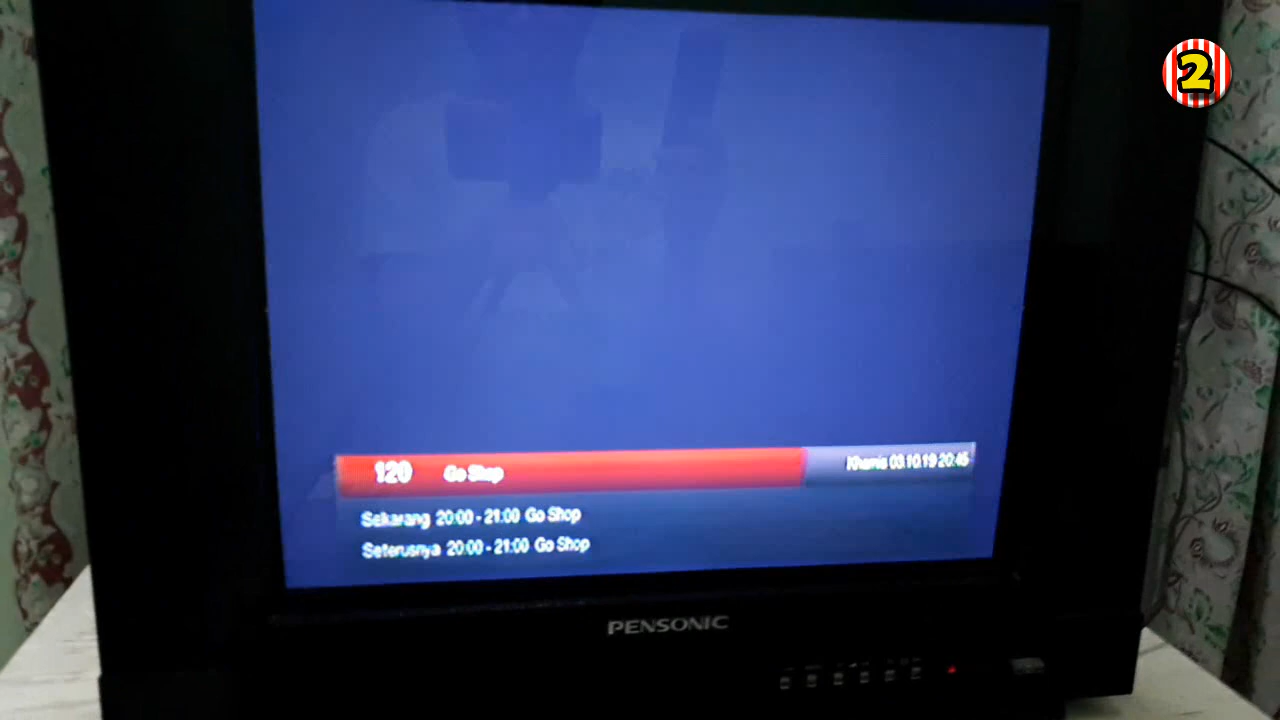 2
120 Go Shop Khamis 03.10.19 20:45
Sekarang 20:00 - 21:00 Go Shop
Seterusnya 20:00 - 21:00 Go Shop
PENSONIC